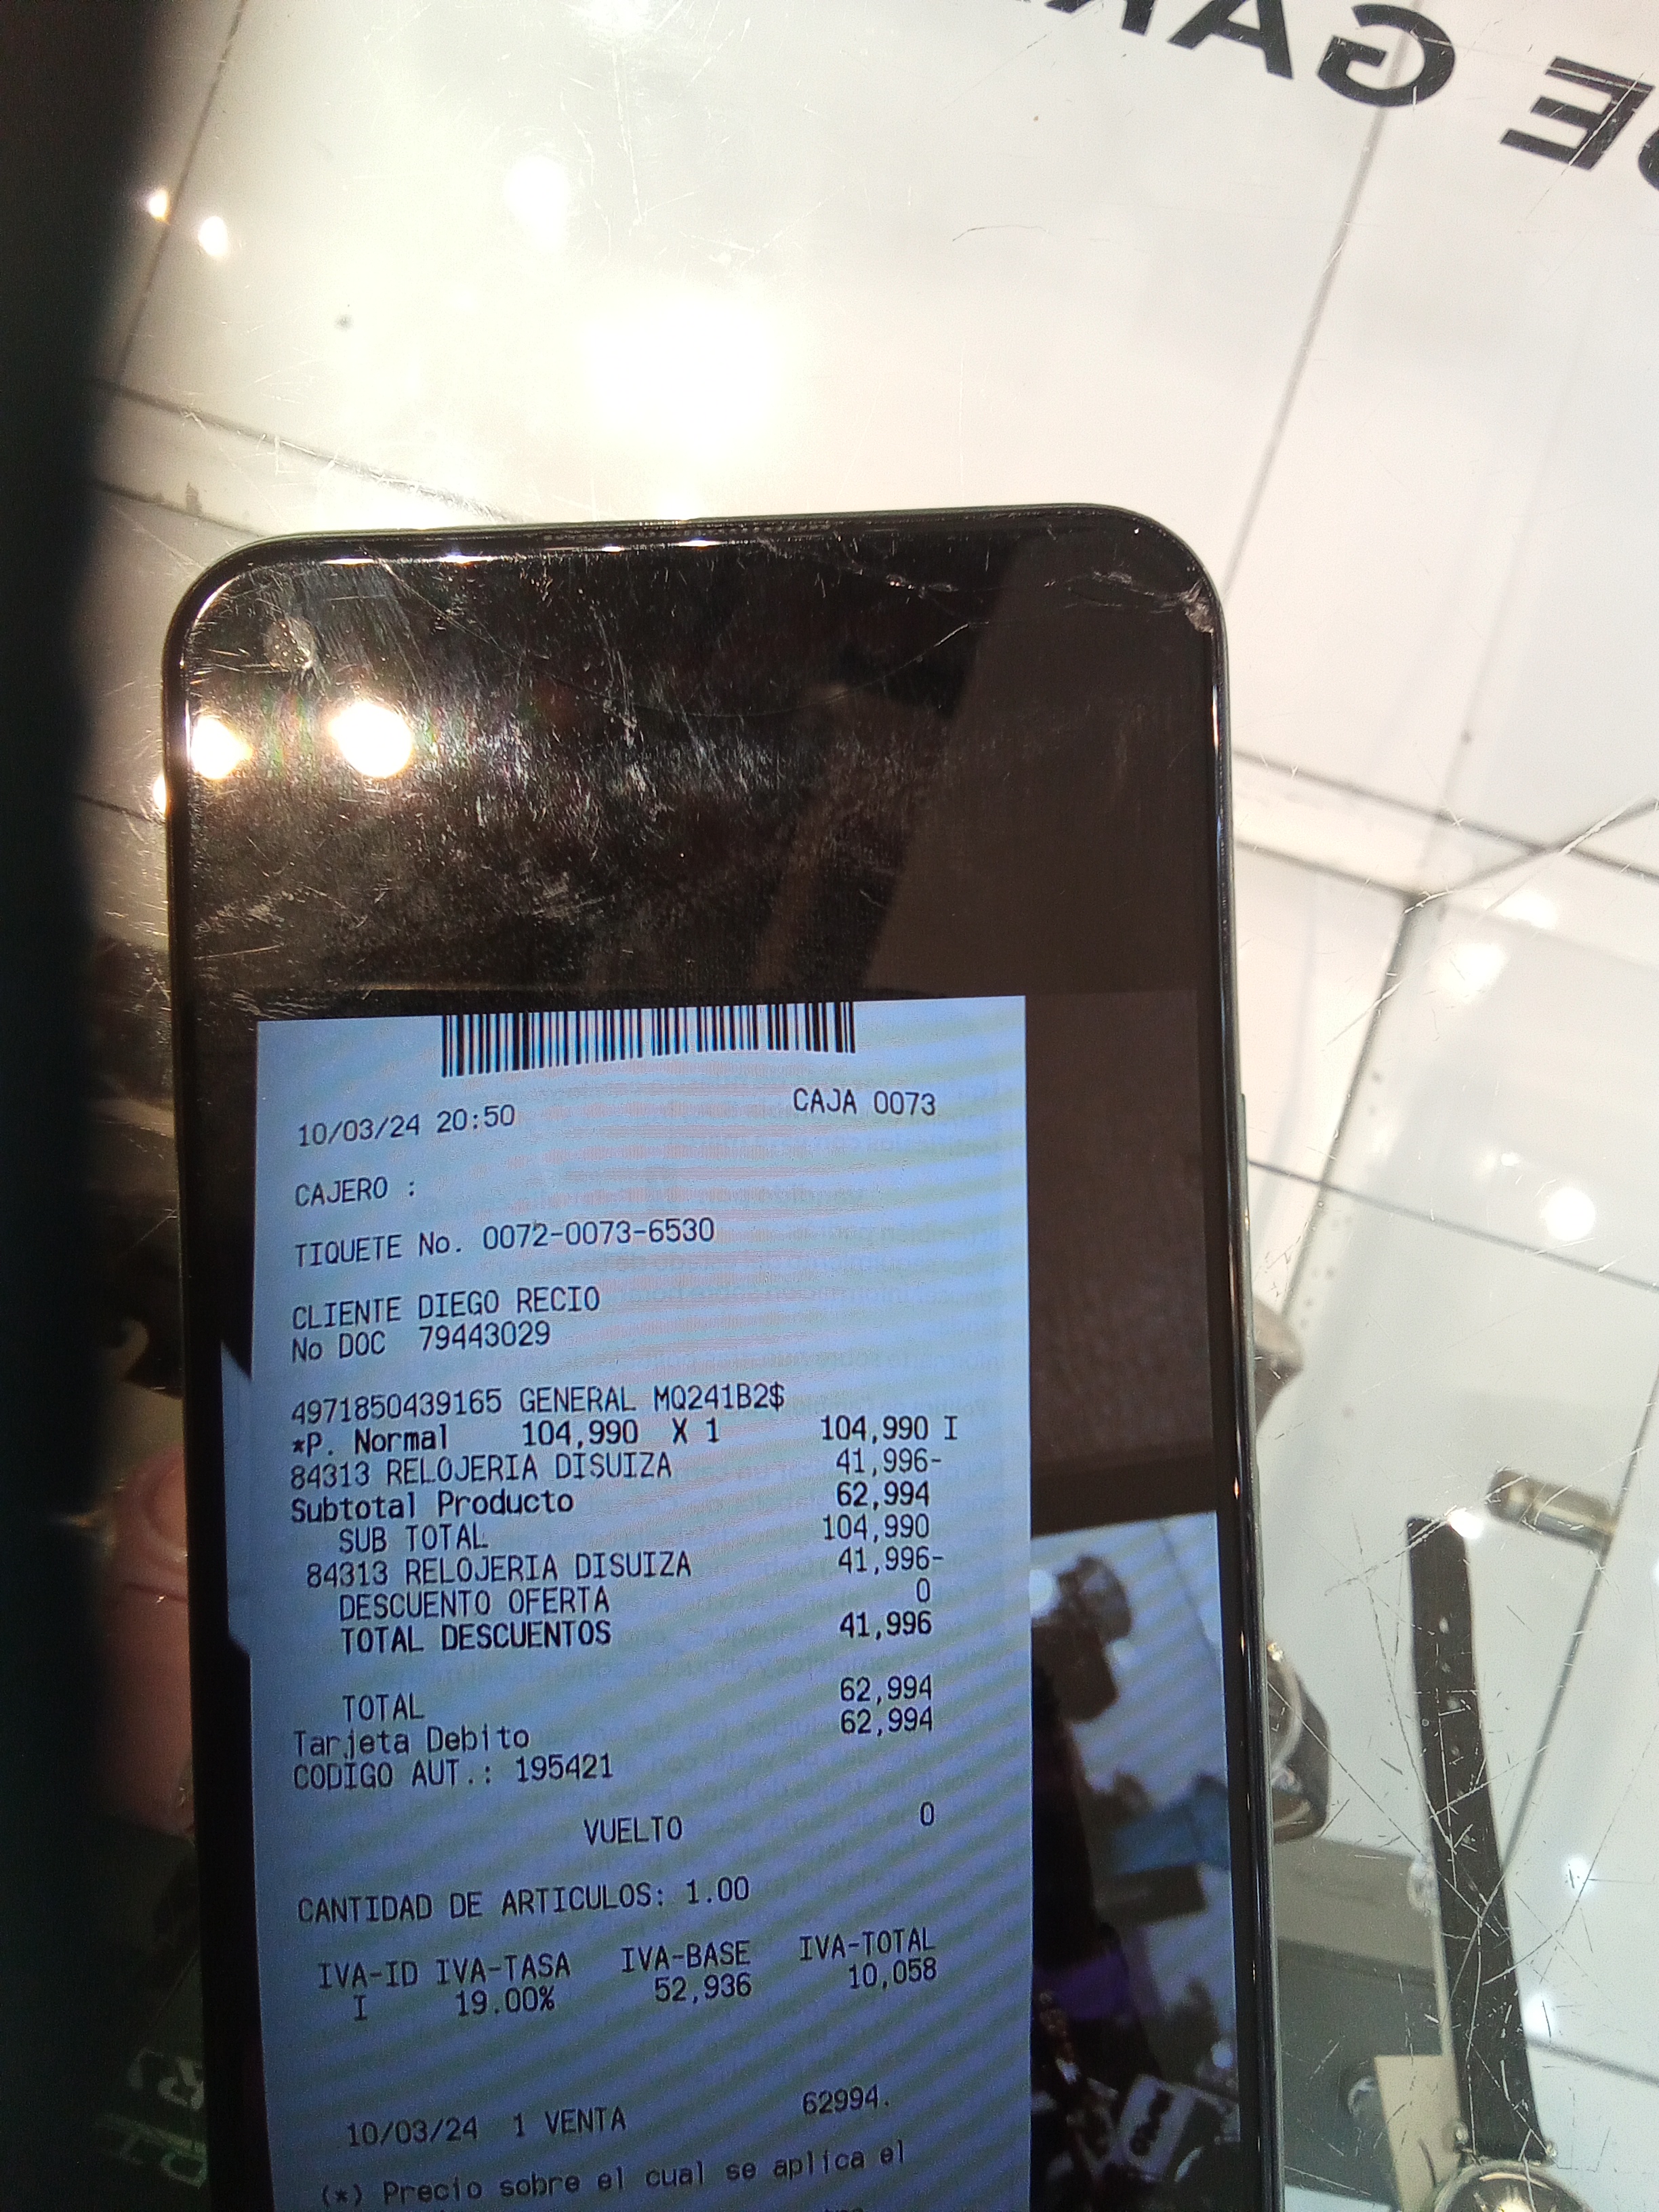 10/03/24 20:50 CAJA 0073
CAJERO :
TIQUETE No. 0072-0073-6530
CLIENTE DIEGO RECIO
No DOC 79443029
4971850439165 GENERAL MQ241B2$
*P. Normal 104,990 X 1 104,990 I
84313 RELOJERIA DISUIZA 41,996-
Subtotal Producto 62,994
SUB TOTAL 104,990
84313 RELOJERIA DISUIZA 41,996-
DESCUENTO OFERTA 0
TOTAL DESCUENTOS 41,996
TOTAL 62,994
Tarjeta Debito 62,994
CODIGO AUT.: 195421
VUELTO 0
CANTIDAD DE ARTICULOS: 1.00
IVA-ID IVA-TASA IVA-BASE IVA-TOTAL
I 19.00% 52,936 10,058
10/03/24 1 VENTA 62994.
(*) Precio sobre el cual se aplica el